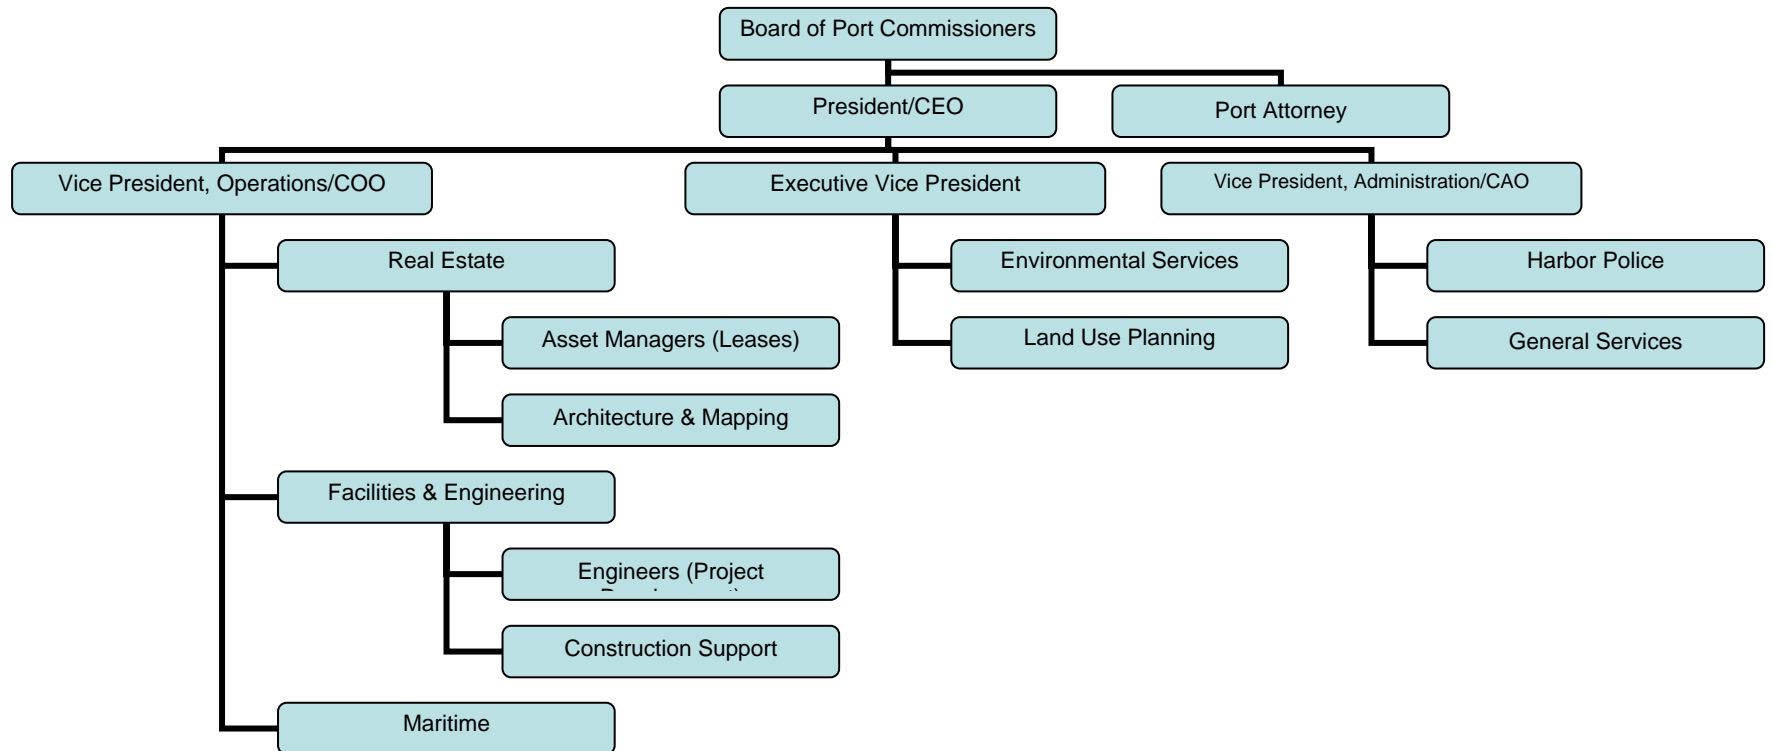 Board of Port Commissioners
President/CEO
Port Attorney
Vice President, Operations/COO
Executive Vice President
Vice President, Administration/CAO
Real Estate
Environmental Services
Harbor Police
Asset Managers (Leases)
Land Use Planning
General Services
Architecture & Mapping
Facilities & Engineering
Engineers (Project
Construction Support
Maritime